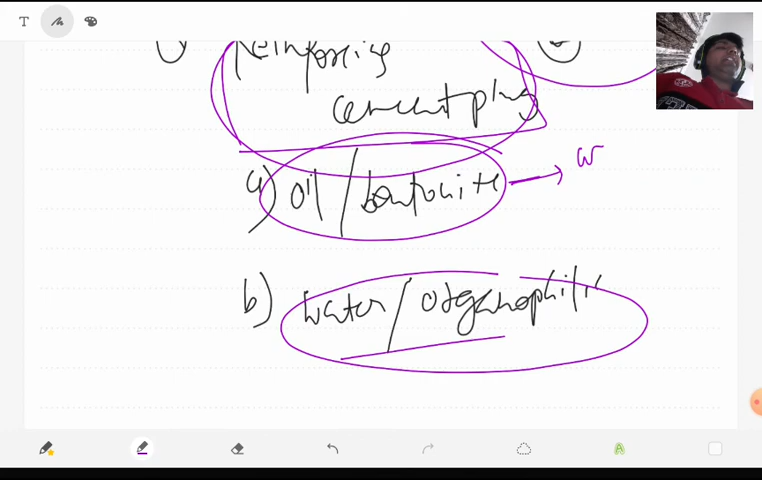 T
Reinforcing
cement plug
a) oil / bentonite → w
b) water / organophilic
A